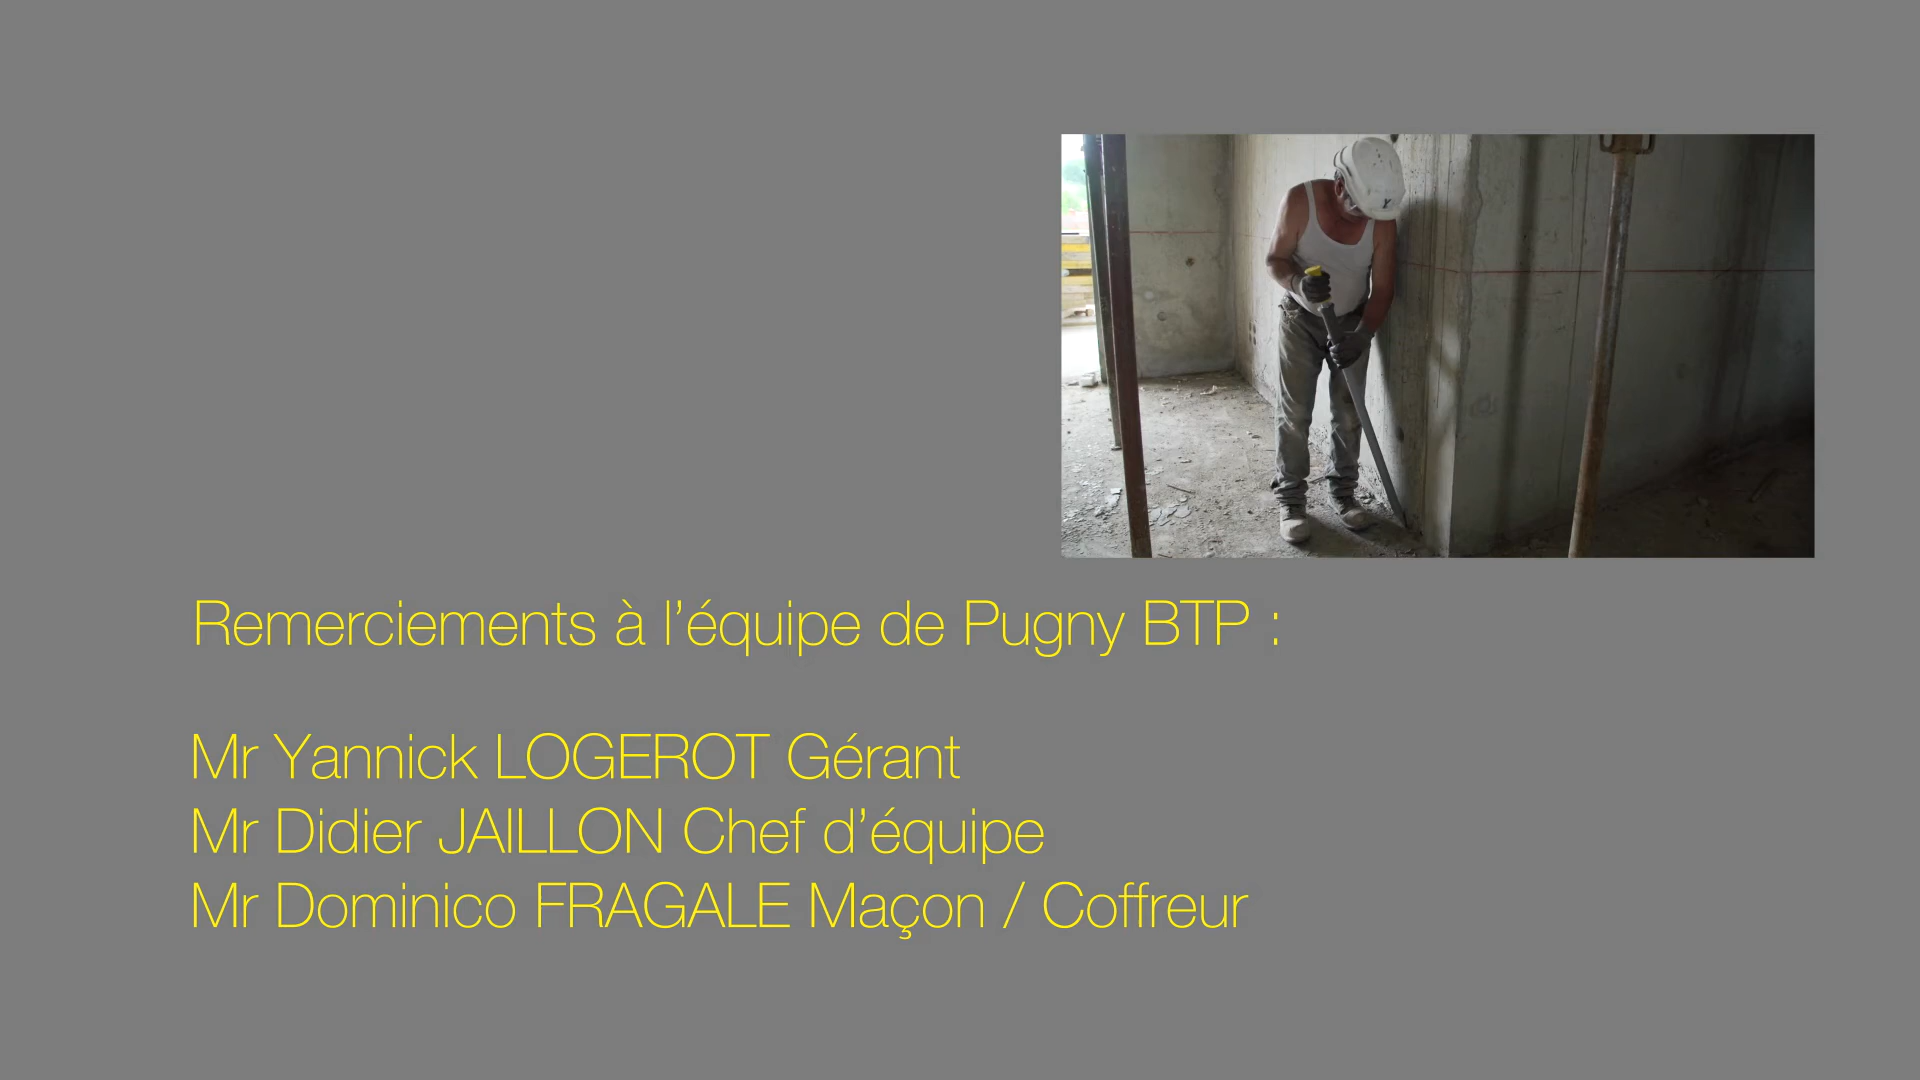 Remerciements à l’équipe de Pugny BTP :
Mr Yannick LOGEROT Gérant
Mr Didier JAILLON Chef d’équipe
Mr Dominico FRAGALE Maçon / Coffreur